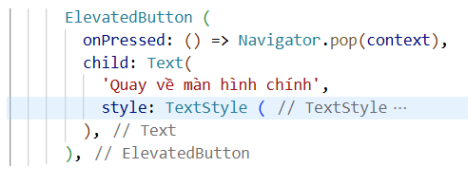 ElevatedButton (
onPressed: () => Navigator.pop(context),
child: Text(
'Quay về màn hình chính',
style: TextStyle ( // TextStyle ⋯
), // Text
), // ElevatedButton